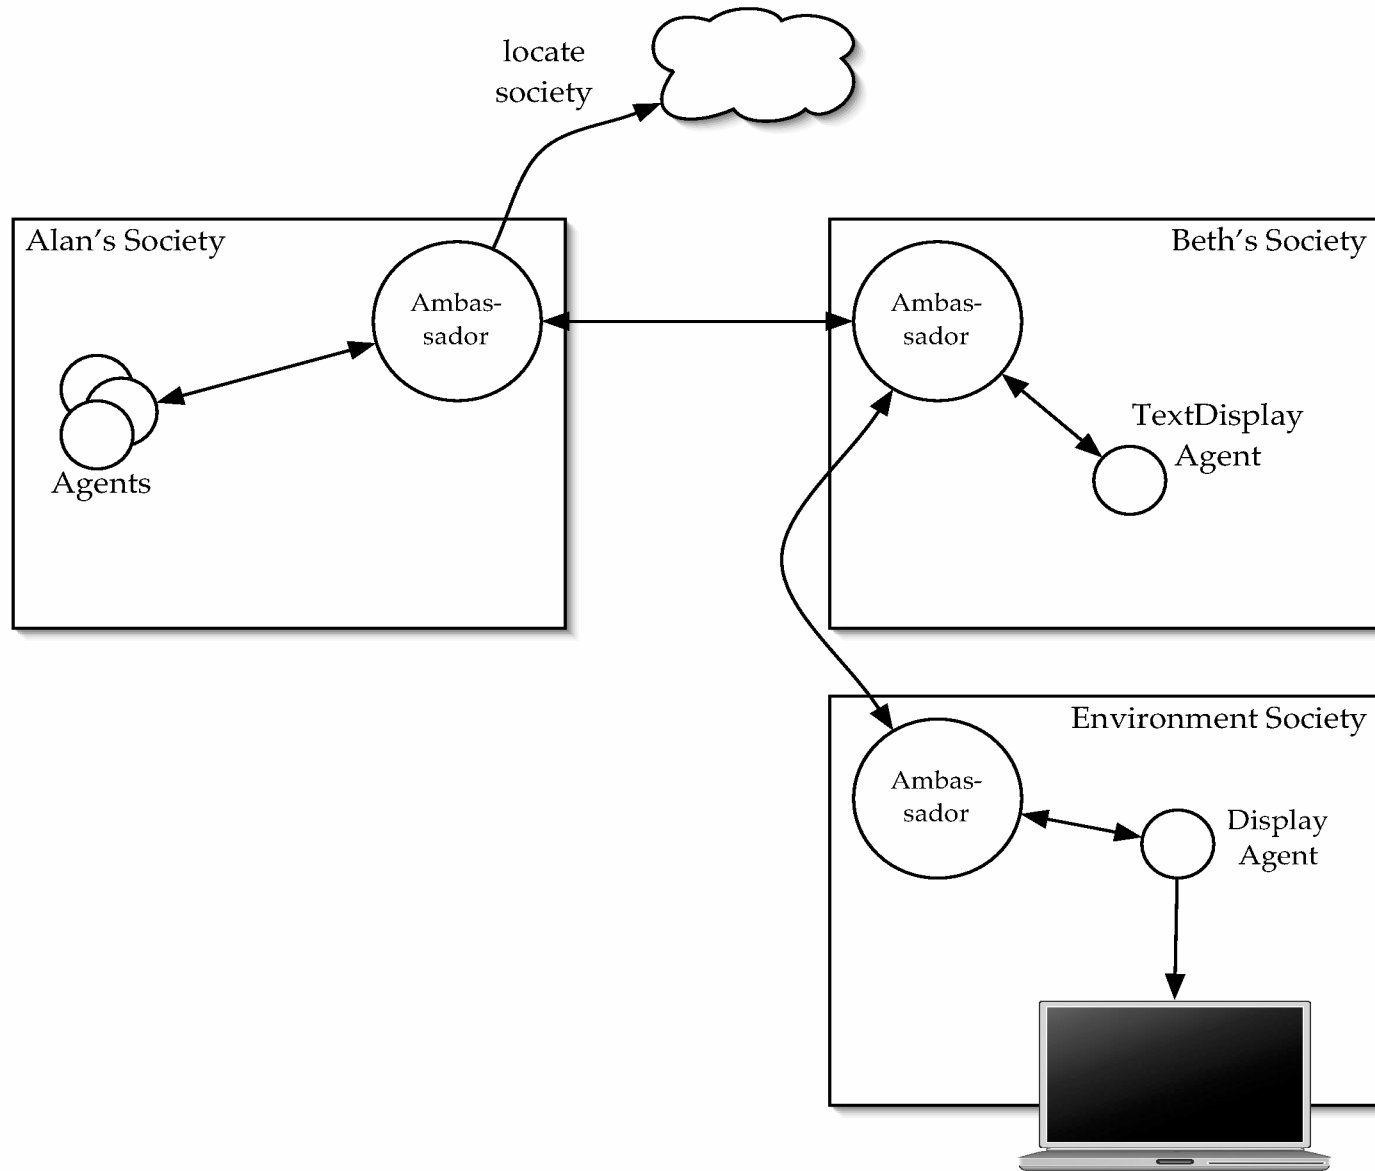 locate
society
Alan's Society
Ambas-
sador
Agents
Beth's Society
Ambas-
sador
TextDisplay
Agent
Environment Society
Ambas-
sador
Display
Agent